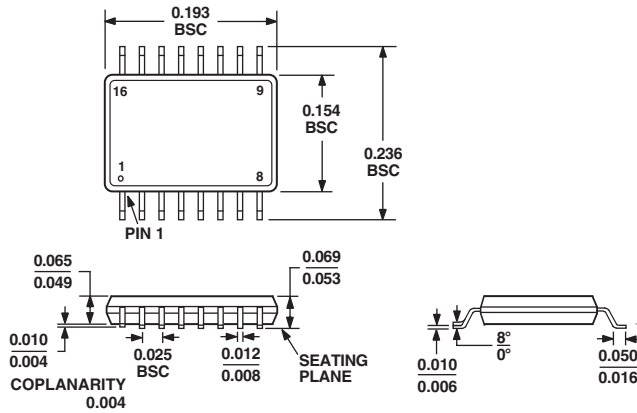 0.193
BSC
16
9
0.154
BSC
0.236
BSC
1
8
PIN 1
0.065
0.049
0.069
0.053
0.010
0.004
0.025
BSC
0.012
0.008
SEATING
PLANE
COPLANARITY
0.004
0.010
0.006
8°
0°
0.050
0.016